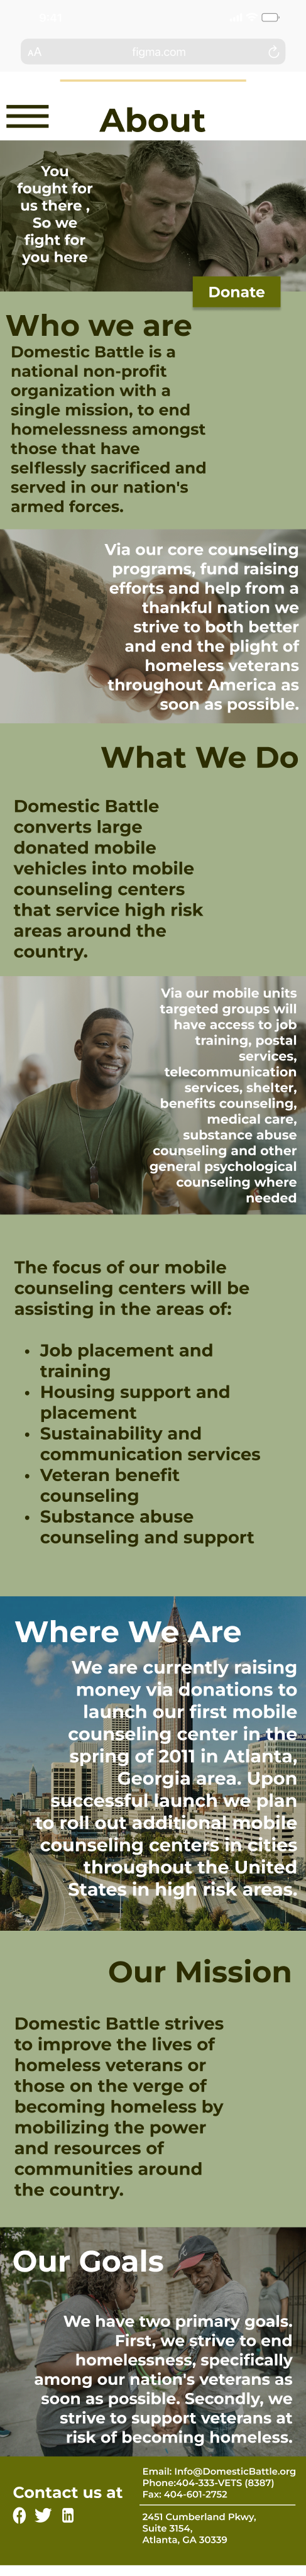 AA
figma.com
About
You
fought for
us there ,
So we
fight for
you here
Donate
Who we are
Domestic Battle is a
national non-profit
organization with a
single mission, to end
homelessness amongst
those that have
selflessly sacrificed and
served in our nation's
armed forces.
Via our core counseling
programs, fund raising
efforts and help from a
thankful nation we
strive to both better
and end the plight of
homeless veterans
throughout America as
soon as possible.
What We Do
Domestic Battle
converts large
donated mobile
vehicles into mobile
counseling centers
that service high risk
areas around the
country.
Via our mobile units
targeted groups will
have access to job
training, postal
services,
telecommunication
services, shelter,
benefits counseling,
medical care,
substance abuse
counseling and other
general psychological
counseling where
needed
The focus of our mobile
counseling centers will be
assisting in the areas of:
• Job placement and
training
• Housing support and
placement
• Sustainability and
communication services
• Veteran benefit
counseling
• Substance abuse
counseling and support
Where We Are
We are currently raising
money via donations to
launch our first mobile
counseling center in the
spring of 2011 in Atlanta,
Georgia area. Upon
successful launch we plan
to roll out additional mobile
counseling centers in cities
throughout the United
States in high risk areas.
Our Mission
Domestic Battle strives
to improve the lives of
homeless veterans or
those on the verge of
becoming homeless by
mobilizing the power
and resources of
communities around
the country.
Our Goals
We have two primary goals.
First, we strive to end
homelessness, specifically
among our nation's veterans as
soon as possible. Secondly, we
strive to support veterans at
risk of becoming homeless.
Contact us at
Email: Info@DomesticBattle.org
Phone:404-333-VETS (8387)
Fax: 404-601-2752
2451 Cumberland Pkwy,
Suite 3154,
Atlanta, GA 30339